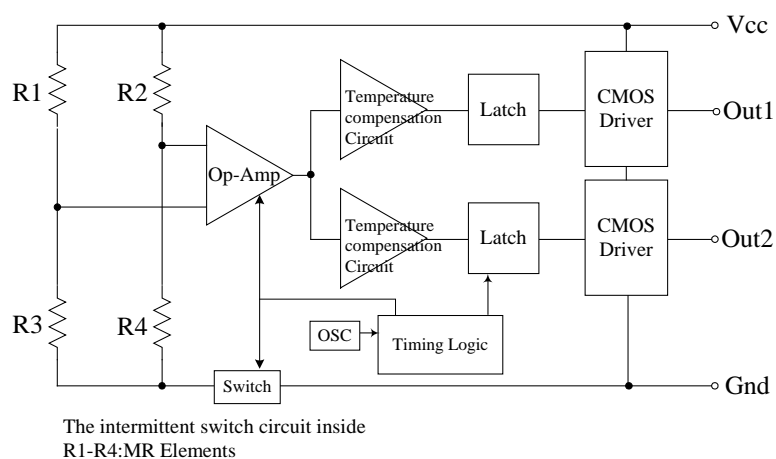 Vcc
R1
R2
Temperature
compensation
Circuit
Latch
CMOS
Driver
Out1
Op-Amp
Temperature
compensation
Circuit
Latch
CMOS
Driver
Out2
R3
R4
OSC
Timing Logic
Switch
Gnd
The intermittent switch circuit inside
R1-R4:MR Elements